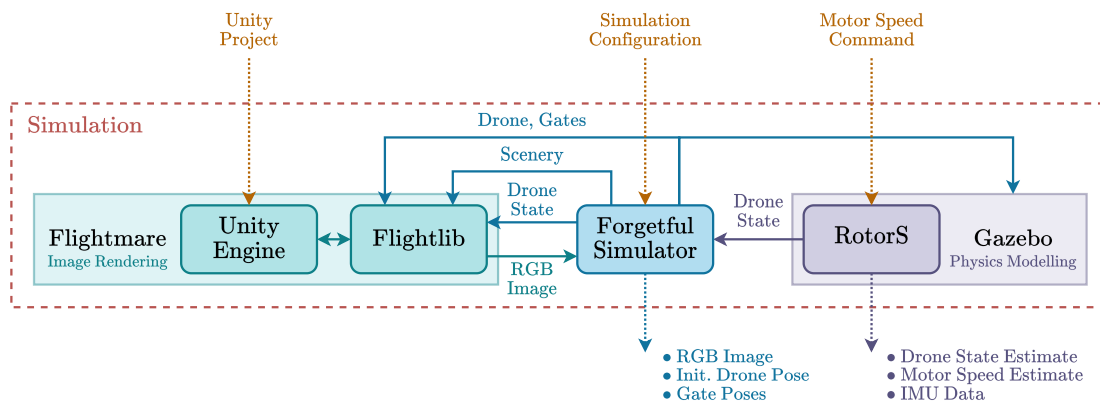 Unity
Project
Simulation
Configuration
Motor Speed
Command
Simulation
Drone, Gates
Scenery
Drone
State
Drone
State
Flightmare
Image Rendering
Unity
Engine
Flightlib
Forgetful
Simulator
RotorS
Gazebo
Physics Modelling
RGB
Image
• RGB Image
• Init. Drone Pose
• Gate Poses
• Drone State Estimate
• Motor Speed Estimate
• IMU Data